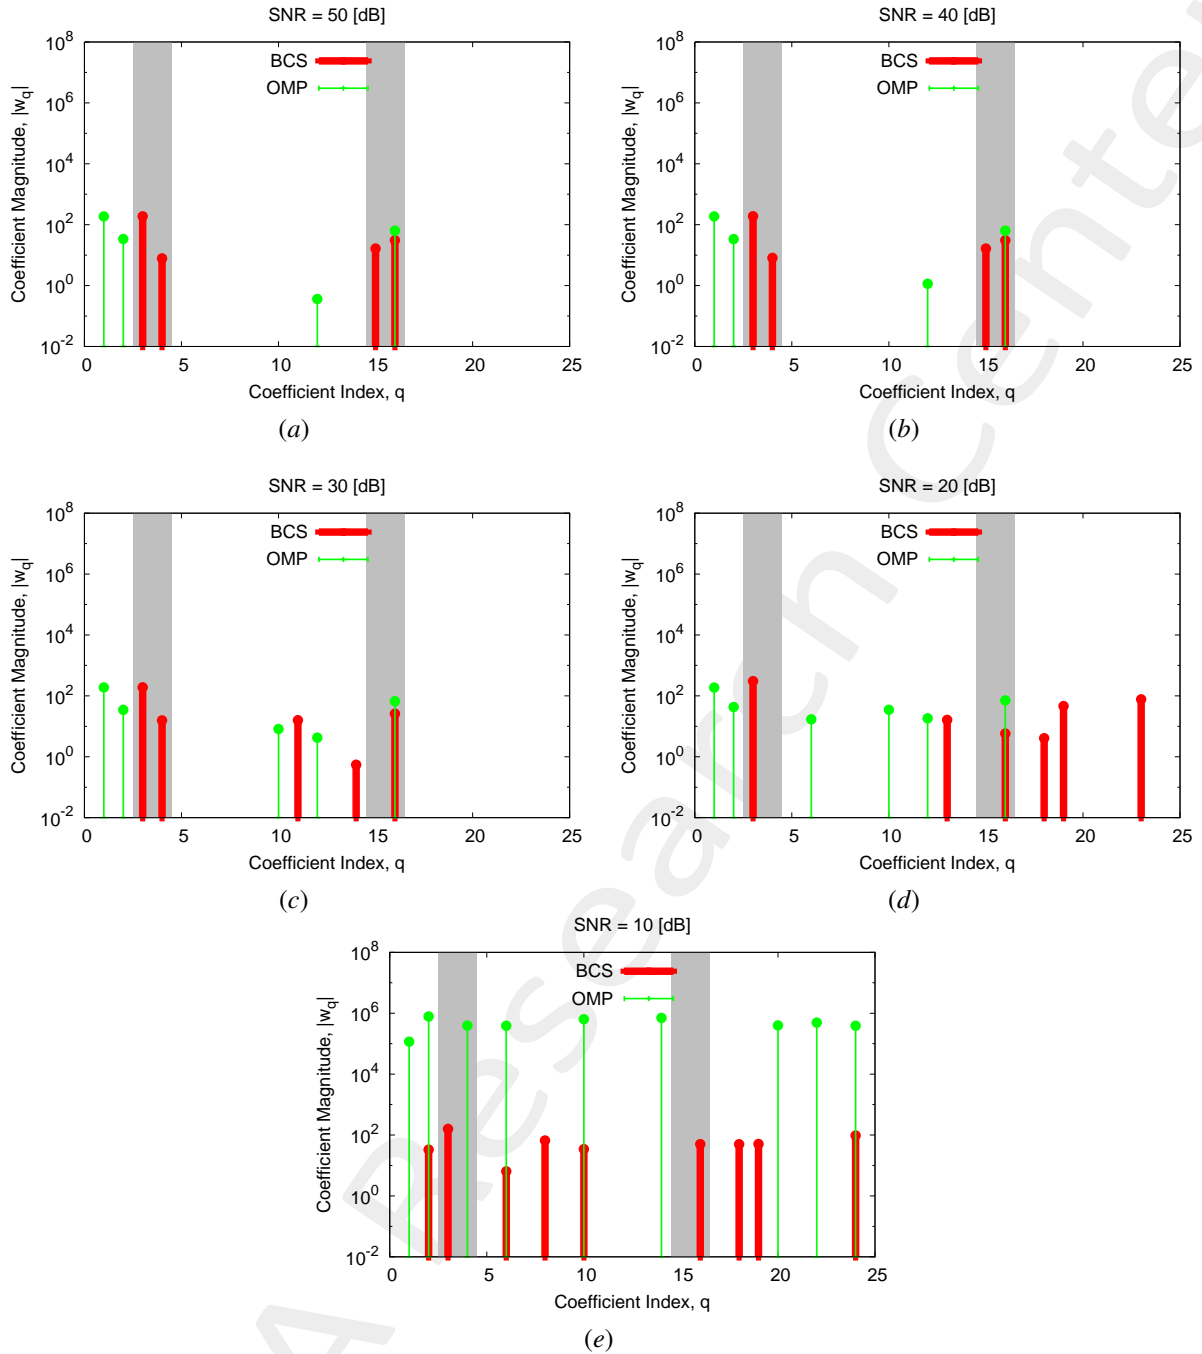 SNR = 50 [dB]
Coefficient Magnitude, |w_q|
10^8
10^6
10^4
10^2
10^0
10^-2
BCS
OMP
0 5 10 15 20 25
Coefficient Index, q
(a)
SNR = 40 [dB]
Coefficient Magnitude, |w_q|
10^8
10^6
10^4
10^2
10^0
10^-2
BCS
OMP
0 5 10 15 20 25
Coefficient Index, q
(b)
SNR = 30 [dB]
Coefficient Magnitude, |w_q|
10^8
10^6
10^4
10^2
10^0
10^-2
BCS
OMP
0 5 10 15 20 25
Coefficient Index, q
(c)
SNR = 20 [dB]
Coefficient Magnitude, |w_q|
10^8
10^6
10^4
10^2
10^0
10^-2
BCS
OMP
0 5 10 15 20 25
Coefficient Index, q
(d)
SNR = 10 [dB]
Coefficient Magnitude, |w_q|
10^8
10^6
10^4
10^2
10^0
10^-2
BCS
OMP
0 5 10 15 20 25
Coefficient Index, q
(e)
A Research Center